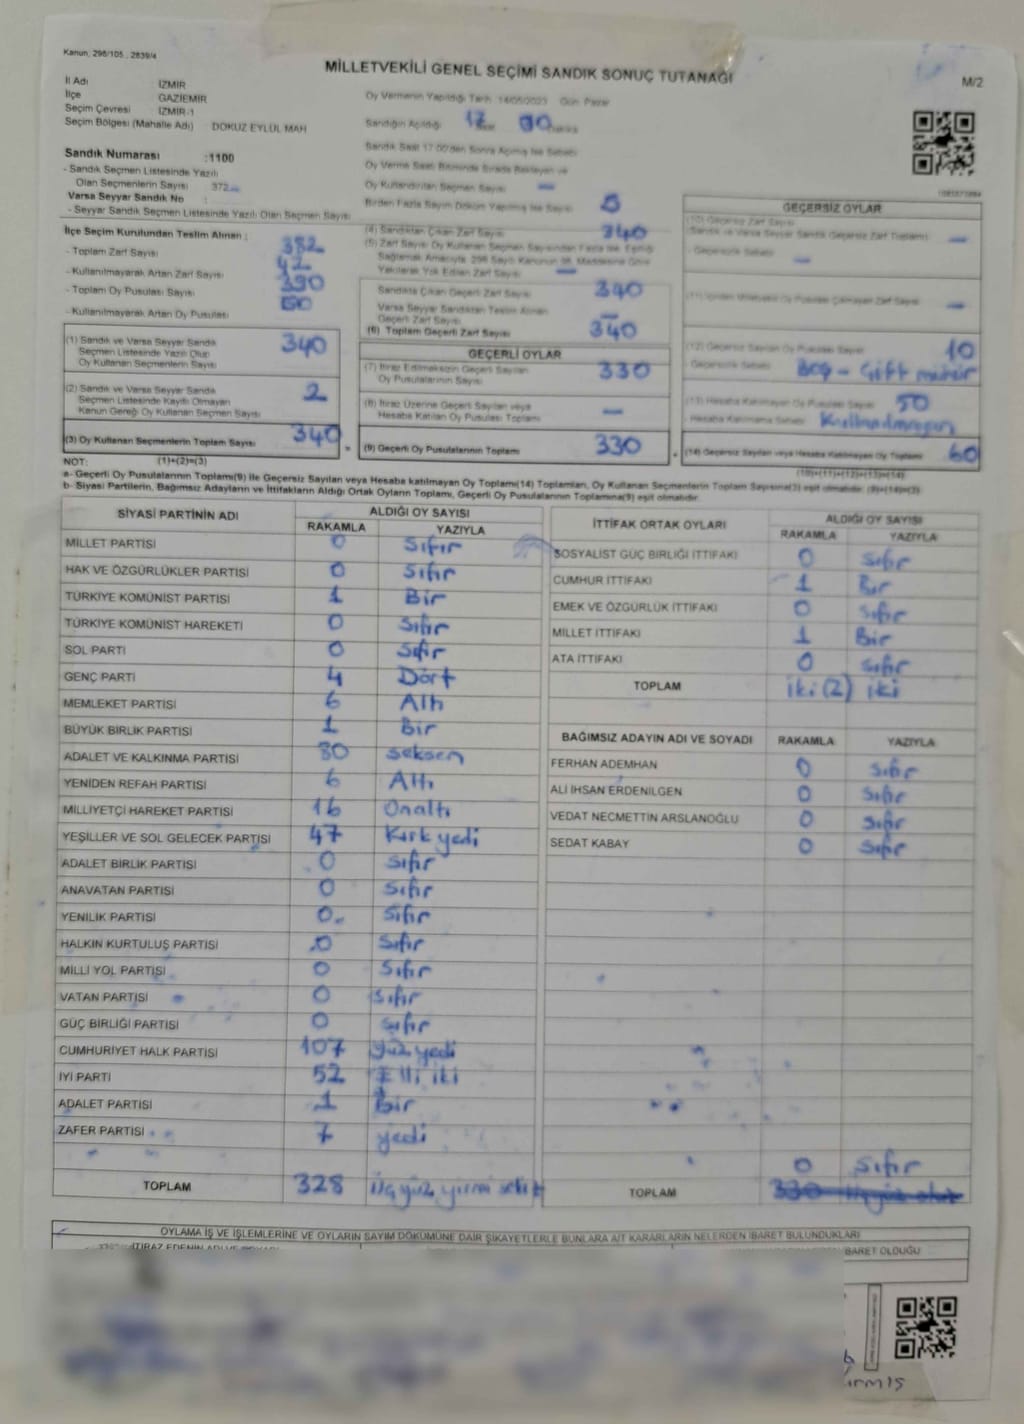 Kanun, 298/105., 2839/4
MİLLETVEKİLİ GENEL SEÇİMİ SANDIK SONUÇ TUTANAĞI
M/2
İl Adı İZMİR
İlçe GAZİEMİR
Seçim Çevresi İZMİR-1
Seçim Bölgesi (Mahalle Adı) DOKUZ EYLÜL MAH
Sandık Numarası :1100
- Sandık Seçmen Listesinde Yazılı
Olan Seçmenlerin Sayısı 372
Varsa Seyyar Sandık No :
- Seyyar Sandık Seçmen Listesinde Yazılı Olan Seçmen Sayısı
Oy Vermenin Yapıldığı Tarih :14/05/2023 Gün :Pazar
Sandığın Açıldığı 17 Saat 00
Sandık Saat 17:00'den Sonra Açılmış İse Sebebi
Oy Verme Saati Bitiminde Sırada Bekleyen ve
Oy Kullandırılan Seçmen Sayısı —
Birden Fazla Sayım Döküm Yapılmış İse Sayısı
İlçe Seçim Kurulundan Teslim Alınan :
- Toplam Zarf Sayısı 382
- Kullanılmayarak Artan Zarf Sayısı 42
- Toplam Oy Pusulası Sayısı 390
- Kullanılmayarak Artan Oy Pusulası 50
(4) Sandıktan Çıkan Zarf Sayısı 340
(5) Zarf Sayısı Oy Kullanan Seçmen Sayısından Fazla ise, Eşitliği
Sağlamak Amacıyla 298 Sayılı Kanunun 98. Maddesine Göre
Yakılarak Yok Edilen Zarf Sayısı —
Sandıkta Çıkan Geçerli Zarf Sayısı 340
Varsa Seyyar Sandıktan Teslim Alınan
Geçerli Zarf Sayısı —
(6) Toplam Geçerli Zarf Sayısı 340
GEÇERSİZ OYLAR
(10) Geçersiz Zarf Sayısı
(Sandık ve Varsa Seyyar Sandık Geçersiz Zarf Toplamı) —
- Geçersizlik Sebebi —
(12) Geçersiz Sayılan Oy Pusulası Sayısı 10
- Geçersizlik Sebebi Boş - Çift mühür
(13) Hesaba Katılmayan Oy Pusulası Sayısı 50
- Hesaba Katılmama Sebebi Kullanılmayan
(14) Geçersiz Sayılan veya Hesaba Katılmayan Oy Toplamı 60
(10)+(11)+(12)+(13)=(14)
(1) Sandık ve Varsa Seyyar Sandık
Seçmen Listesinde Yazılı Olup
Oy Kullanan Seçmenlerin Sayısı 340
(2) Sandık ve Varsa Seyyar Sandık
Seçmen Listesinde Kayıtlı Olmayan
Kanun Gereği Oy Kullanan Seçmen Sayısı 2
(3) Oy Kullanan Seçmenlerin Toplam Sayısı 340
(1)+(2)=(3)
GEÇERLİ OYLAR
(7) İtiraz Edilmeksizin Geçerli Sayılan
Oy Pusulalarının Sayısı 330
(8) İtiraz Üzerine Geçerli Sayılan veya
Hesaba Katılan Oy Pusulası Toplamı —
(9) Geçerli Oy Pusulalarının Toplamı 330
NOT:
a- Geçerli Oy Pusulalarının Toplamı(9) ile Geçersiz Sayılan veya Hesaba katılmayan Oy Toplamı(14) Toplamları, Oy Kullanan Seçmenlerin Toplam Sayısına(3) eşit olmalıdır. (9)+(14)=(3)
b- Siyasi Partilerin, Bağımsız Adayların ve İttifakların Aldığı Ortak Oyların Toplamı, Geçerli Oy Pusulalarının Toplamına(9) eşit olmalıdır.
SİYASİ PARTİNİN ADI ALDIĞI OY SAYISI
RAKAMLA YAZIYLA
MİLLET PARTİSİ 0 Sıfır
HAK VE ÖZGÜRLÜKLER PARTİSİ 0 Sıfır
TÜRKİYE KOMÜNİST PARTİSİ 1 Bir
TÜRKİYE KOMÜNİST HAREKETİ 0 Sıfır
SOL PARTİ 0 Sıfır
GENÇ PARTİ 4 Dört
MEMLEKET PARTİSİ 6 Altı
BÜYÜK BİRLİK PARTİSİ 1 Bir
ADALET VE KALKINMA PARTİSİ 80 seksen
YENİDEN REFAH PARTİSİ 6 Altı
MİLLİYETÇİ HAREKET PARTİSİ 16 Onaltı
YEŞİLLER VE SOL GELECEK PARTİSİ 47 Kırk yedi
ADALET BİRLİK PARTİSİ 0 Sıfır
ANAVATAN PARTİSİ 0 Sıfır
YENİLİK PARTİSİ 0 Sıfır
HALKIN KURTULUŞ PARTİSİ 0 Sıfır
MİLLİ YOL PARTİSİ 0 Sıfır
VATAN PARTİSİ 0 Sıfır
GÜÇ BİRLİĞİ PARTİSİ 0 Sıfır
CUMHURİYET HALK PARTİSİ 107 yüz yedi
İYİ PARTİ 52 Elli iki
ADALET PARTİSİ 1 Bir
ZAFER PARTİSİ 7 yedi
TOPLAM 328 üç yüz yirmi sekiz
İTTİFAK ORTAK OYLARI ALDIĞI OY SAYISI
RAKAMLA YAZIYLA
SOSYALİST GÜÇ BİRLİĞİ İTTİFAKI 0 Sıfır
CUMHUR İTTİFAKI 1 Bir
EMEK VE ÖZGÜRLÜK İTTİFAKI 0 Sıfır
MİLLET İTTİFAKI 1 Bir
ATA İTTİFAKI 0 Sıfır
TOPLAM iki (2) iki
BAĞIMSIZ ADAYIN ADI VE SOYADI RAKAMLA YAZIYLA
FERHAN ADEMHAN 0 Sıfır
ALİ İHSAN ERDENİLGEN 0 Sıfır
VEDAT NECMETTİN ARSLANOĞLU 0 Sıfır
SEDAT KABAY 0 Sıfır
0 Sıfır
TOPLAM 330
OYLAMA İŞ VE İŞLEMLERİNE VE OYLARIN SAYIM DÖKÜMÜNE DAİR ŞİKAYETLERLE BUNLARA AİT KARARLARIN NELERDEN İBARET BULUNDUKLARI
BARET OLDUĞU